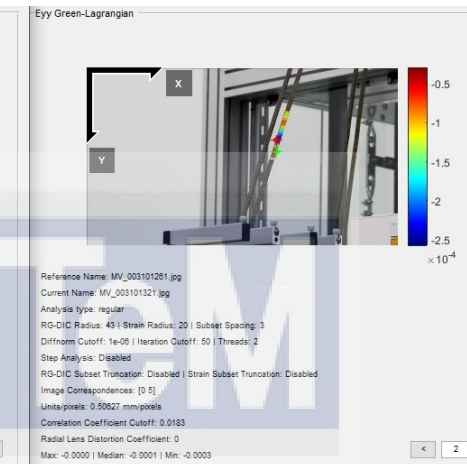 Eyy Green-Lagrangian
X
Y
-0.5
-1
-1.5
-2
-2.5
× 10⁻⁴
Reference Name: MV_003101261.jpg
Current Name: MV_003101321.jpg
Analysis type: regular
RG-DIC Radius: 43 | Strain Radius: 20 | Subset Spacing: 3
Diffnorm Cutoff: 1e-06 | Iteration Cutoff: 50 | Threads: 2
Step Analysis: Disabled
RG-DIC Subset Truncation: Disabled | Strain Subset Truncation: Disabled
Image Correspondences: [0 5]
Units/pixels: 0.50627 mm/pixels
Correlation Coefficient Cutoff: 0.0183
Radial Lens Distortion Coefficient: 0
Max: -0.0000 | Median: -0.0001 | Min: -0.0003
< 2
TeM